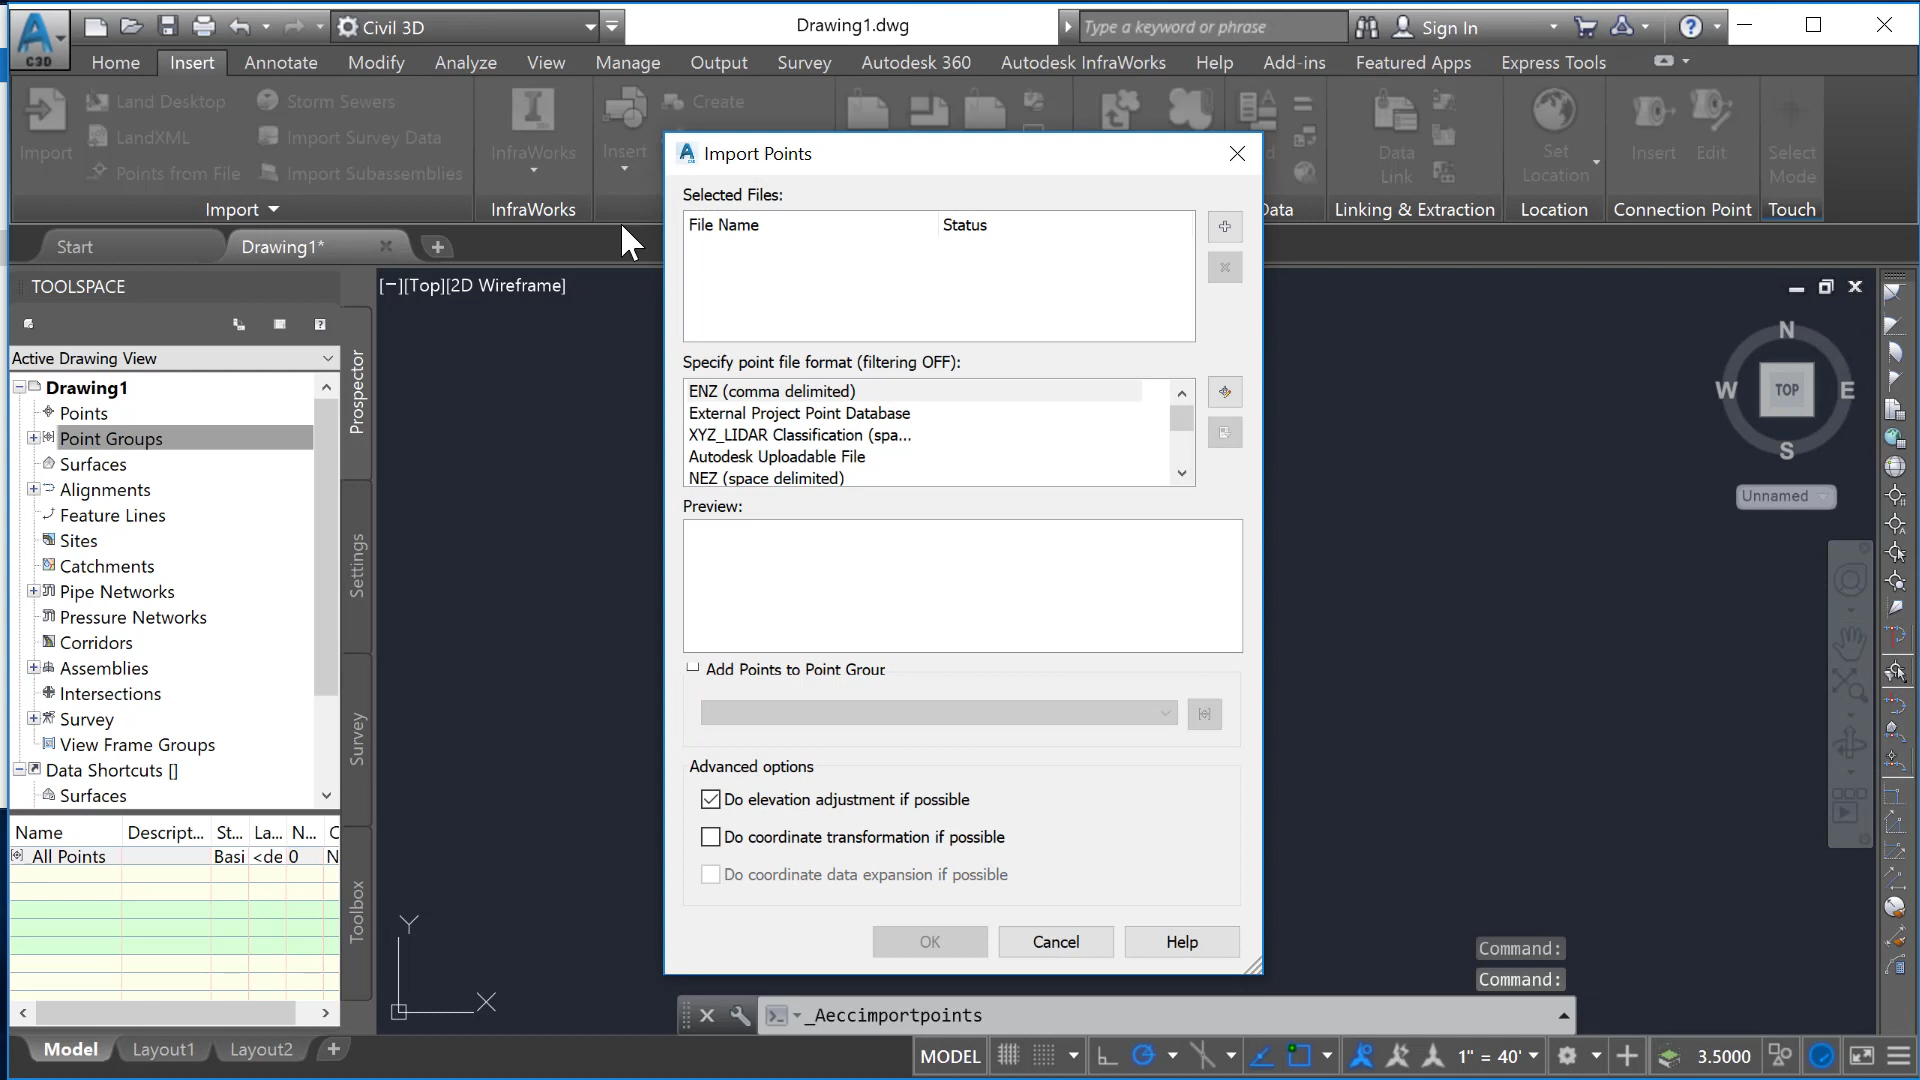 Civil 3D
Drawing1.dwg
Type a keyword or phrase
Sign In
C3D
Home Insert Annotate Modify Analyze View Manage Output Survey Autodesk 360 Autodesk InfraWorks Help Add-ins Featured Apps Express Tools
Import
Land Desktop
LandXML
Points from File
Storm Sewers
Import Survey Data
Import Subassemblies
InfraWorks
Insert
Create
Data
Link
Set
Location
Insert
Edit
Select
Mode
Import
InfraWorks
Data
Linking & Extraction
Location
Connection Point
Touch
Start
Drawing1*
TOOLSPACE
Active Drawing View
Drawing1
Points
Point Groups
Surfaces
Alignments
Feature Lines
Sites
Catchments
Pipe Networks
Pressure Networks
Corridors
Assemblies
Intersections
Survey
View Frame Groups
Data Shortcuts []
Surfaces
Prospector
Settings
Survey
Toolbox
Name Descript... St... La... N... C
All Points Basi <de 0 N
[−][Top][2D Wireframe]
Import Points
Selected Files:
File Name Status
Specify point file format (filtering OFF):
ENZ (comma delimited)
External Project Point Database
XYZ_LIDAR Classification (spa...
Autodesk Uploadable File
NEZ (space delimited)
Preview:
Add Points to Point Group
Advanced options
Do elevation adjustment if possible
Do coordinate transformation if possible
Do coordinate data expansion if possible
OK
Cancel
Help
N
W
TOP
E
S
Unnamed
Y
X
Command:
Command:
_Aeccimportpoints
Model Layout1 Layout2
MODEL
1" = 40'
3.5000